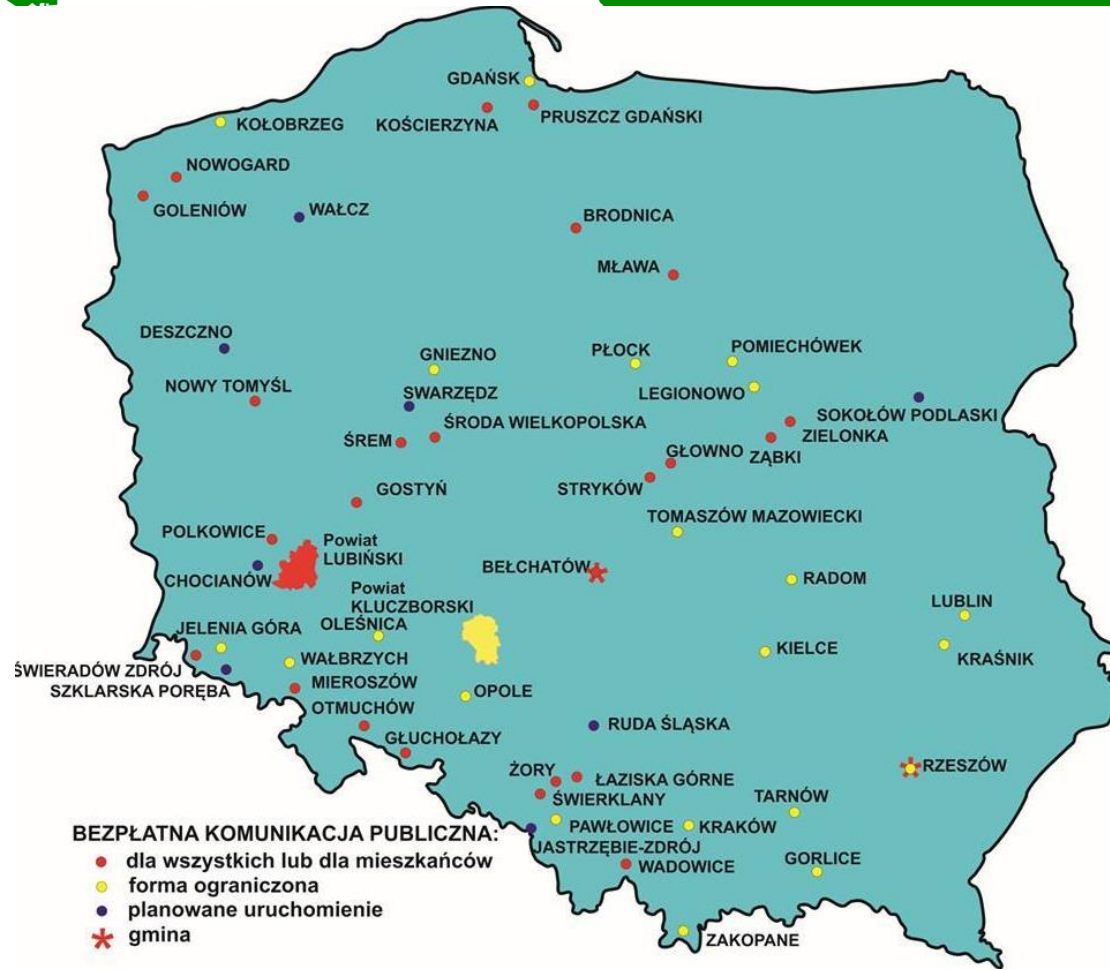 GDAŃSK
KOŁOBRZEG
KOŚCIERZYNA
PRUSZCZ GDAŃSKI
NOWOGARD
GOLENIÓW
WAŁCZ
BRODNICA
MŁAWA
DESZCZNO
GNIEZNO
PŁOCK
POMIECHÓWEK
NOWY TOMYŚL
SWARZĘDZ
LEGIONOWO
SOKOŁÓW PODLASKI
ŚREM
ŚRODA WIELKOPOLSKA
ZIELONKA
GŁOWNO
ZĄBKI
GOSTYŃ
STRYKÓW
TOMASZÓW MAZOWIECKI
POLKOWICE
Powiat
LUBIŃSKI
BEŁCHATÓW
CHOCIANÓW
RADOM
Powiat
KLUCZBORSKI
LUBLIN
OLEŚNICA
JELENIA GÓRA
KIELCE
KRAŚNIK
WAŁBRZYCH
ŚWIERADÓW ZDRÓJ
SZKLARSKA PORĘBA
MIEROSZÓW
OPOLE
OTMUCHÓW
RUDA ŚLĄSKA
GŁUCHOŁAZY
RZESZÓW
ŻORY
ŁAZISKA GÓRNE
TARNÓW
ŚWIERKLANY
PAWŁOWICE
KRAKÓW
JASTRZĘBIE-ZDRÓJ
WADOWICE
GORLICE
ZAKOPANE
BEZPŁATNA KOMUNIKACJA PUBLICZNA:
dla wszystkich lub dla mieszkańców
forma ograniczona
planowane uruchomienie
gmina